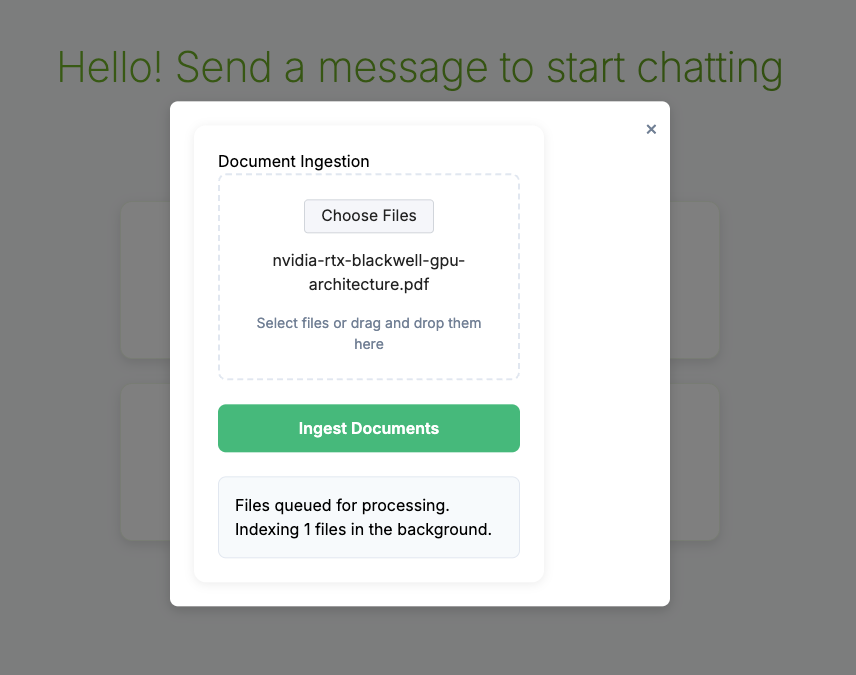 Hello! Send a message to start chatting
×
Document Ingestion
Choose Files
nvidia-rtx-blackwell-gpu-
architecture.pdf
Select files or drag and drop them
here
Ingest Documents
Files queued for processing.
Indexing 1 files in the background.